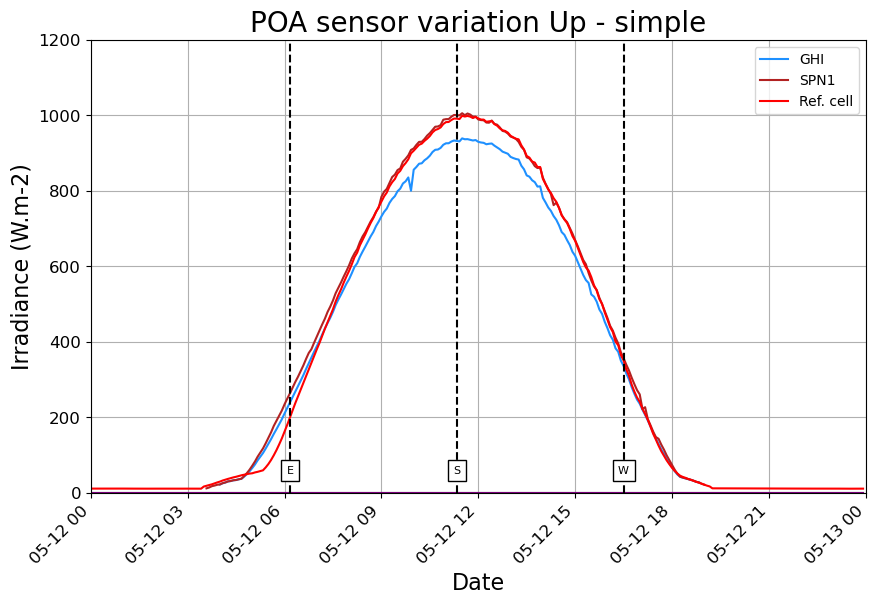 POA sensor variation Up - simple
Irradiance (W.m-2)
1200
1000
800
600
400
200
0
GHI
SPN1
Ref. cell
E
S
W
05-12 00
05-12 03
05-12 06
05-12 09
05-12 12
05-12 15
05-12 18
05-12 21
05-13 00
Date